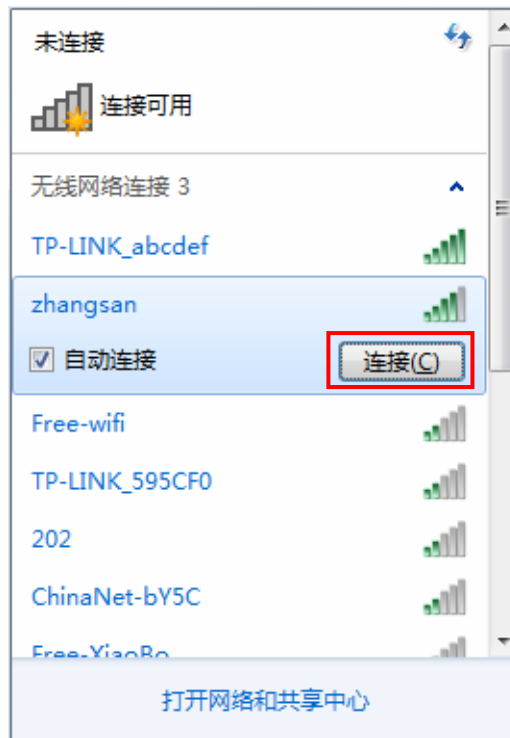 未连接
连接可用
无线网络连接 3
TP-LINK_abcdef
zhangsan
自动连接
连接(C)
Free-wifi
TP-LINK_595CF0
202
ChinaNet-bY5C
Free-XiaoBo
打开网络和共享中心